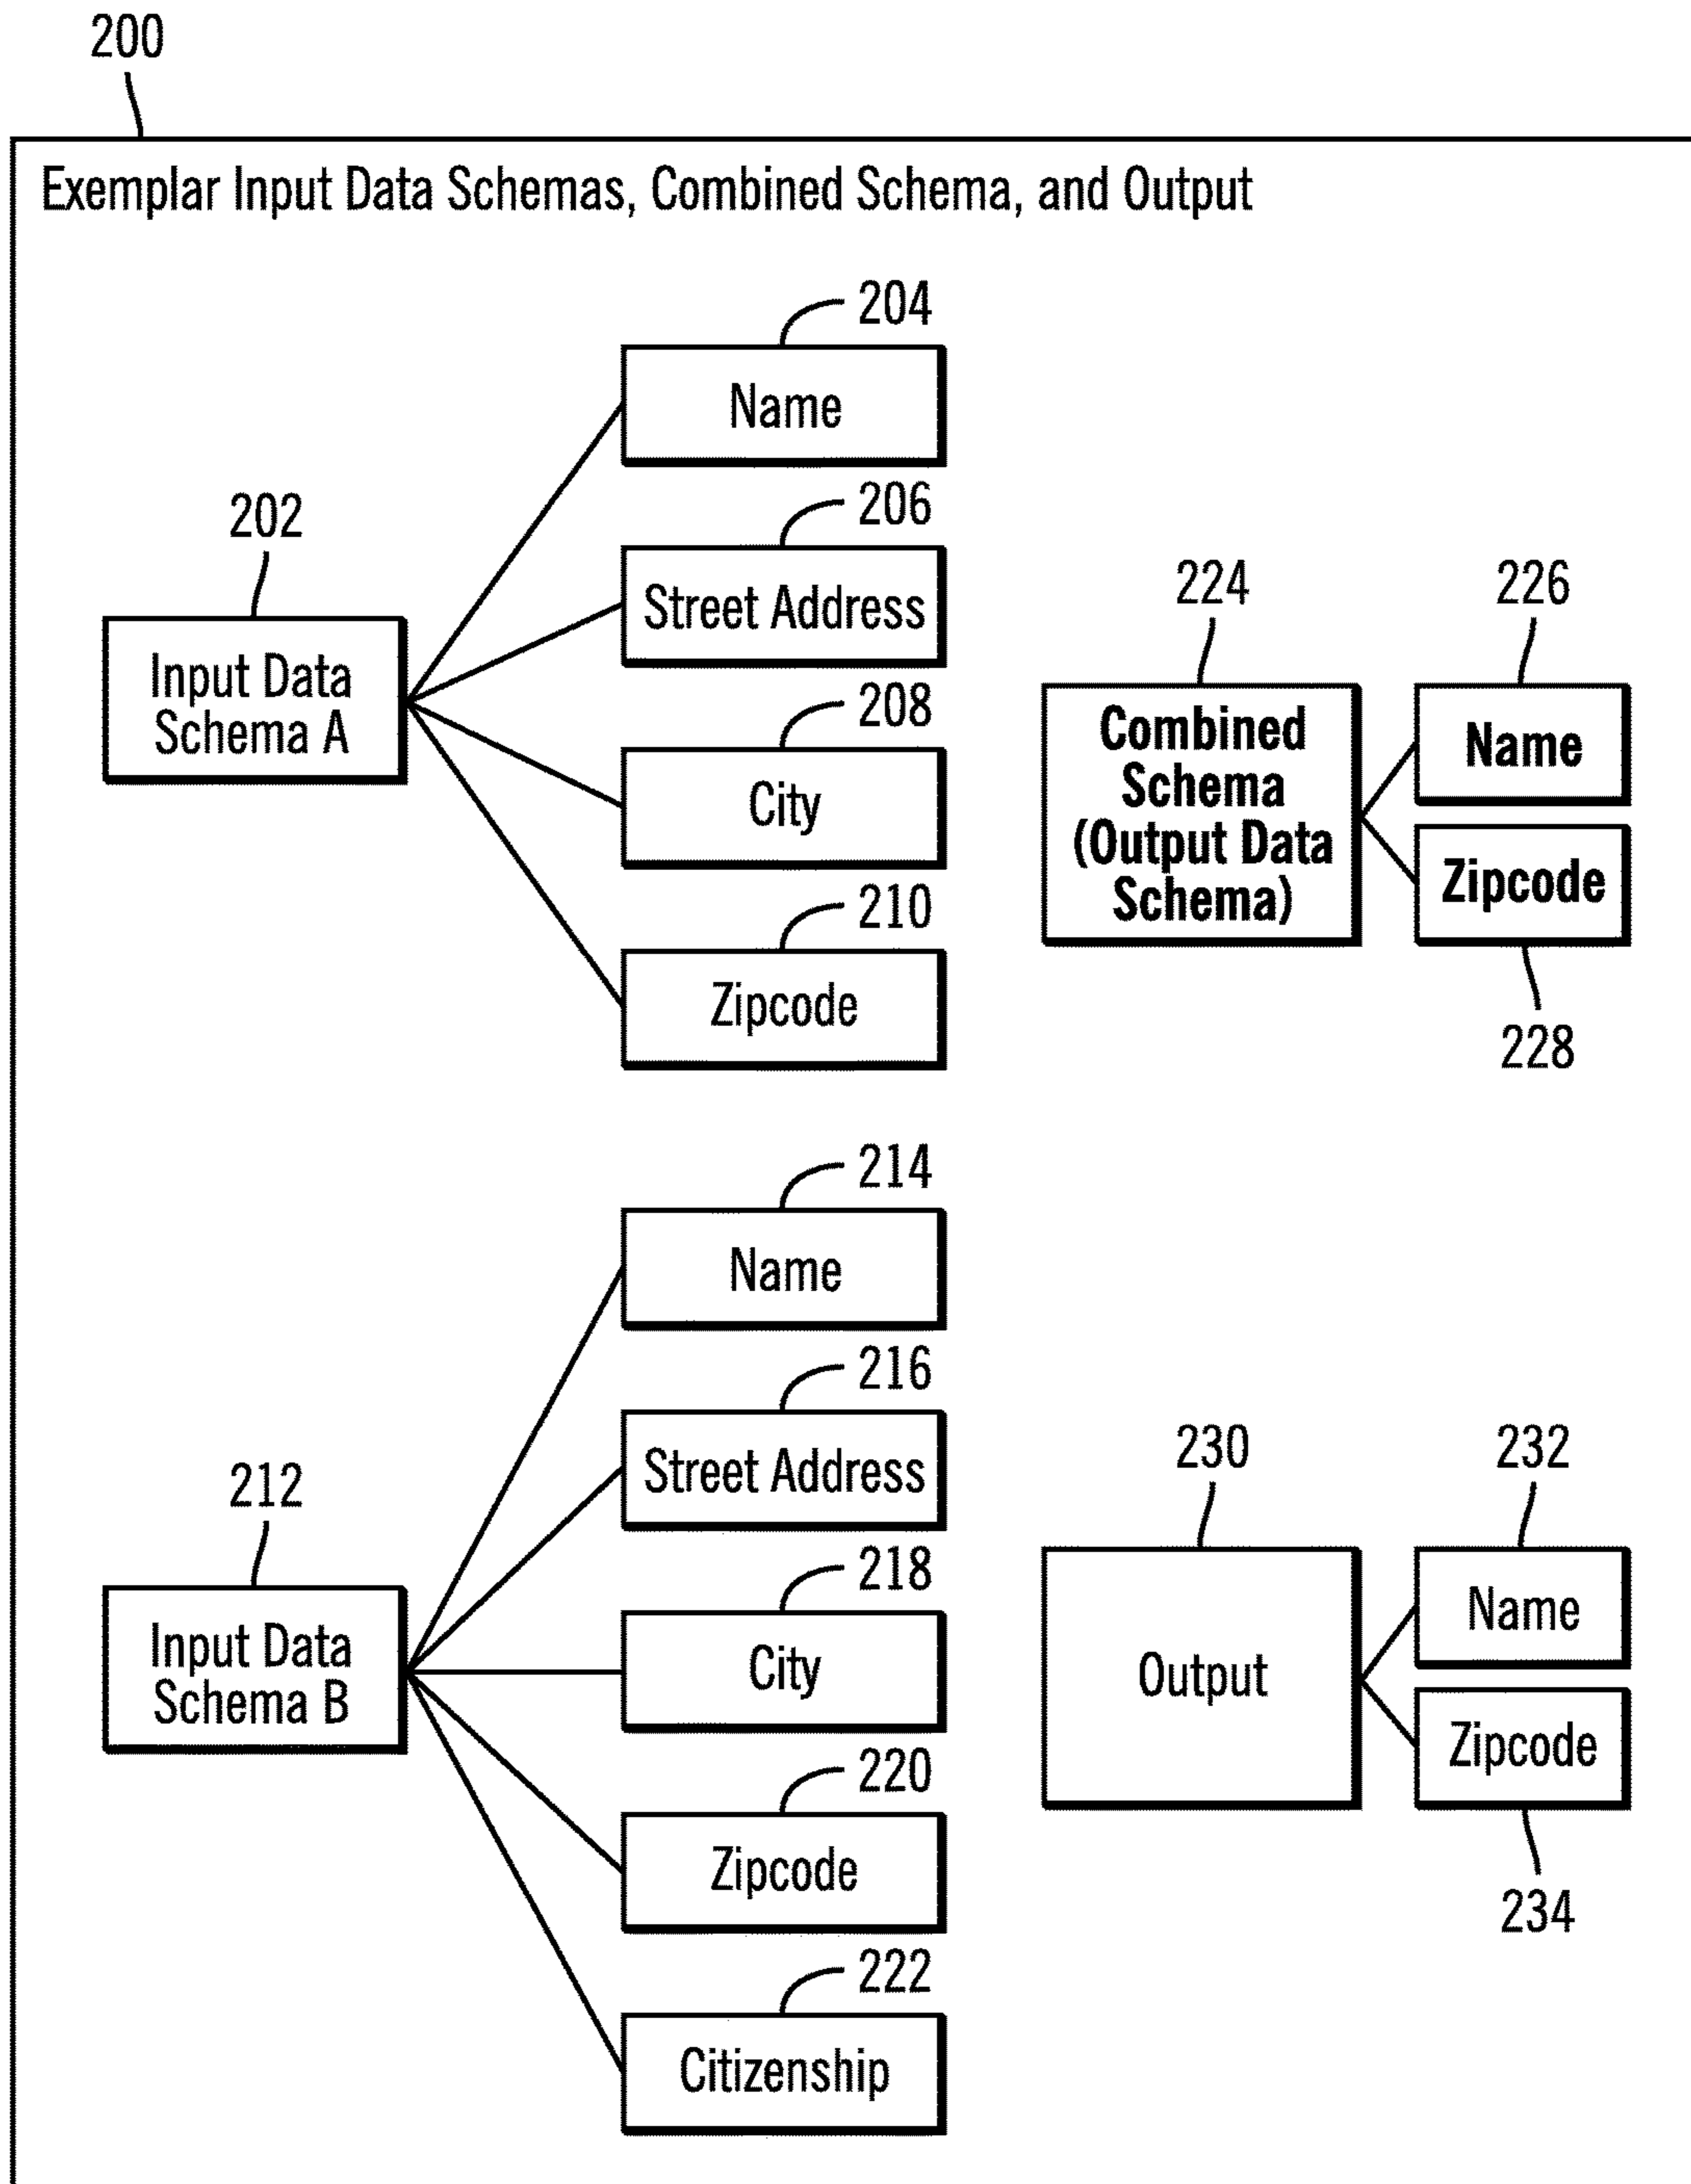 200
Exemplar Input Data Schemas, Combined Schema, and Output
202
Input Data
Schema A
204
Name
206
Street Address
208
City
210
Zipcode
224
Combined
Schema
(Output Data
Schema)
226
Name
Zipcode
228
212
Input Data
Schema B
214
Name
216
Street Address
218
City
220
Zipcode
222
Citizenship
230
Output
232
Name
Zipcode
234